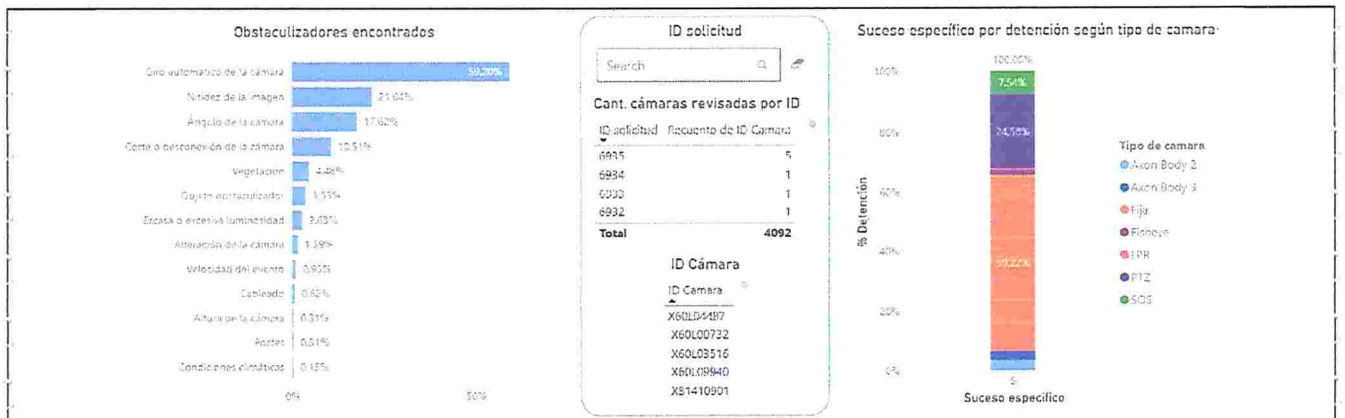 Obstaculizadores encontrados
Giro automático de la cámara 59,20%
Nitidez de la imagen 21,64%
Ángulo de la cámara 17,62%
Corte o desconexión de la cámara 10,51%
Vegetación 4,48%
Objeto obstaculizador
Escasa o excesiva luminosidad 2,63%
Alteración de la cámara
Velocidad del evento 0,93%
Cableado 0,62%
Altura de la cámara 0,31%
Postes 0,31%
Condiciones climáticas 0,15%
0% 50%
ID solicitud
Search
Cant. cámaras revisadas por ID
ID solicitud Recuento de ID Camara
6935 5
6934 1
6933 1
6932 1
Total 4092
ID Cámara
ID Camara
X60L04487
X60L00732
X60L03516
X60L09940
X81410901
Suceso específico por detención según tipo de camara
100,00%
100%
80%
60%
40%
20%
0%
% Detención
7,54%
24,58%
59,22%
Si
Suceso específico
Tipo de camara
Axon Body 2
Axon Body 3
Fija
Fisheye
LPR
PTZ
SOS